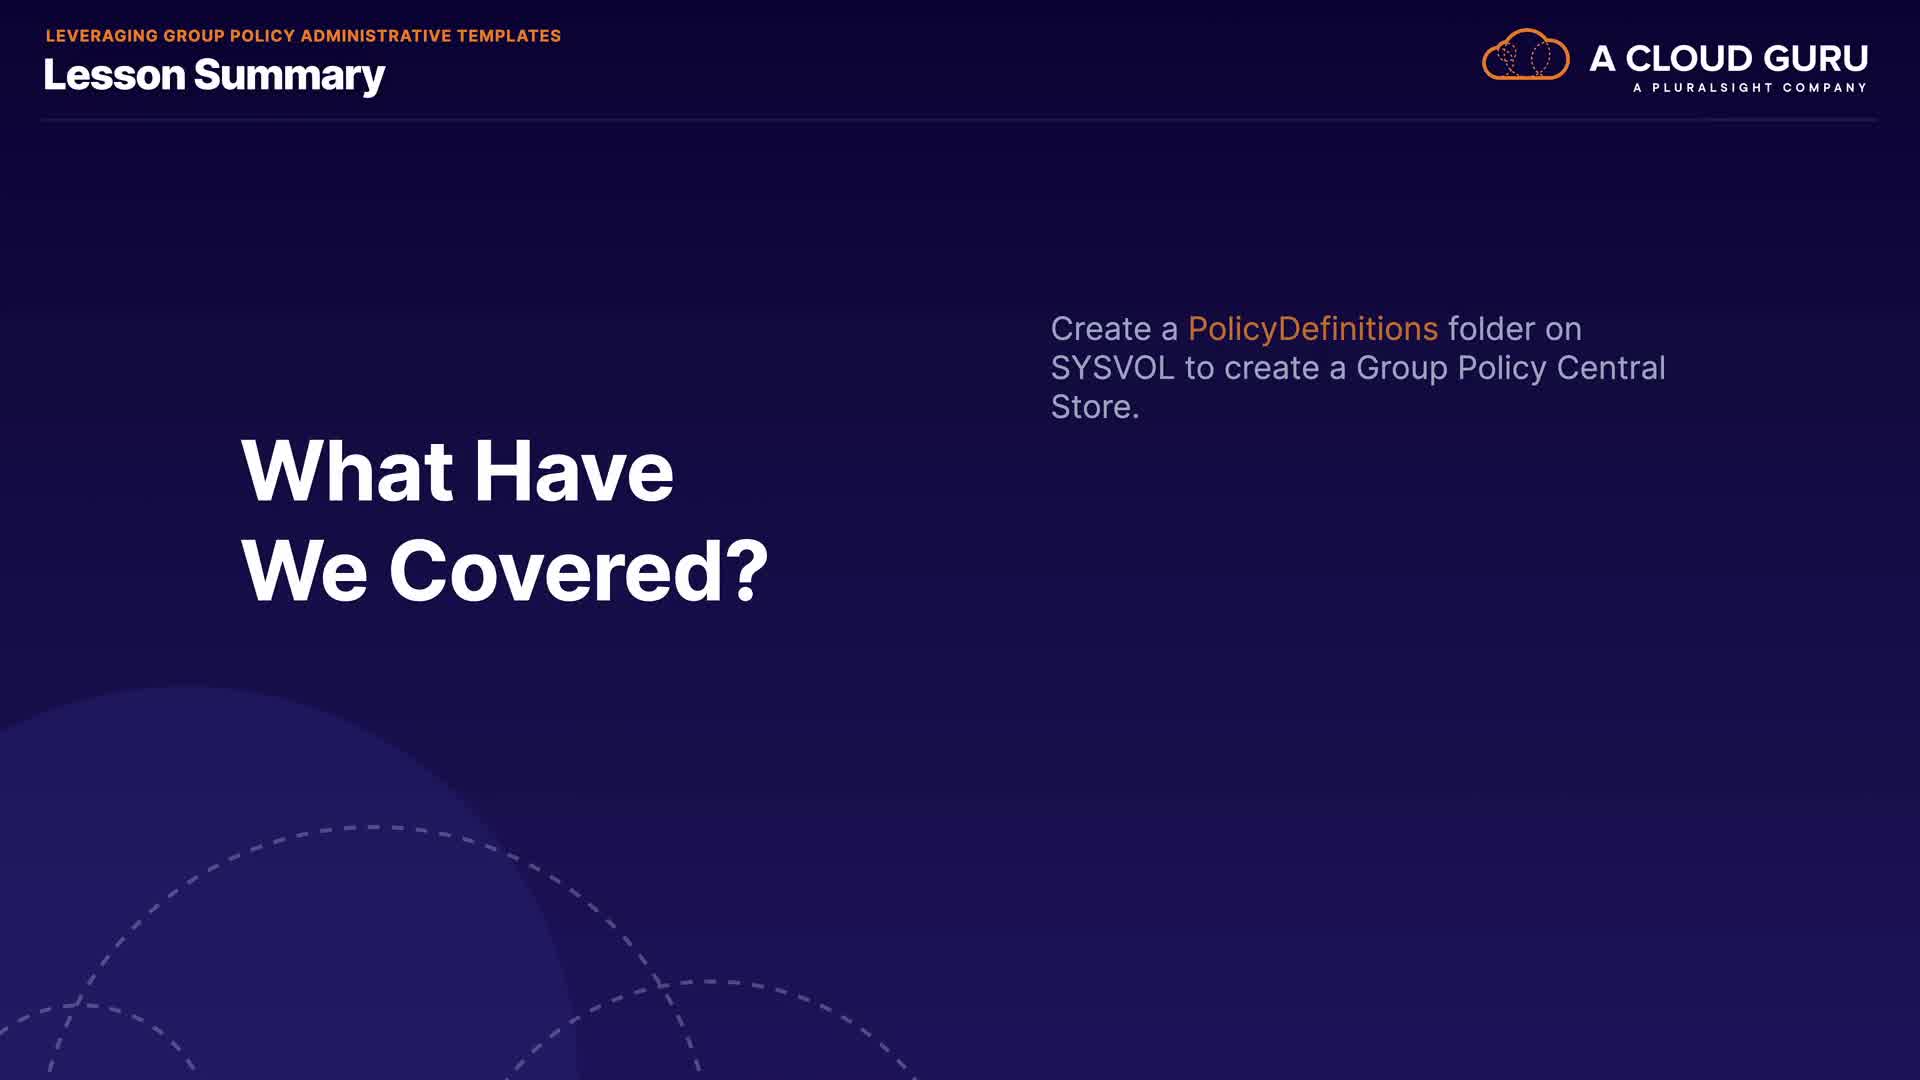 LEVERAGING GROUP POLICY ADMINISTRATIVE TEMPLATES
Lesson Summary
A CLOUD GURU
A PLURALSIGHT COMPANY
What Have
We Covered?
Create a PolicyDefinitions folder on
SYSVOL to create a Group Policy Central
Store.